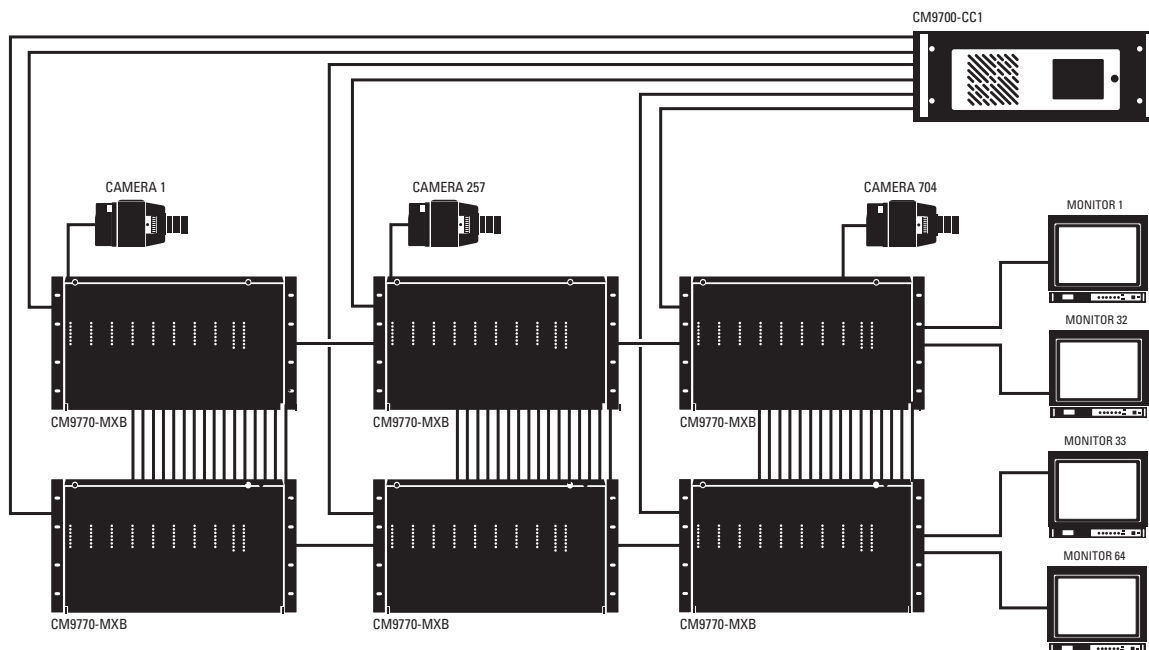 CM9700-CC1
CAMERA 1
CAMERA 257
CAMERA 704
MONITOR 1
MONITOR 32
CM9770-MXB
CM9770-MXB
CM9770-MXB
MONITOR 33
MONITOR 64
CM9770-MXB
CM9770-MXB
CM9770-MXB